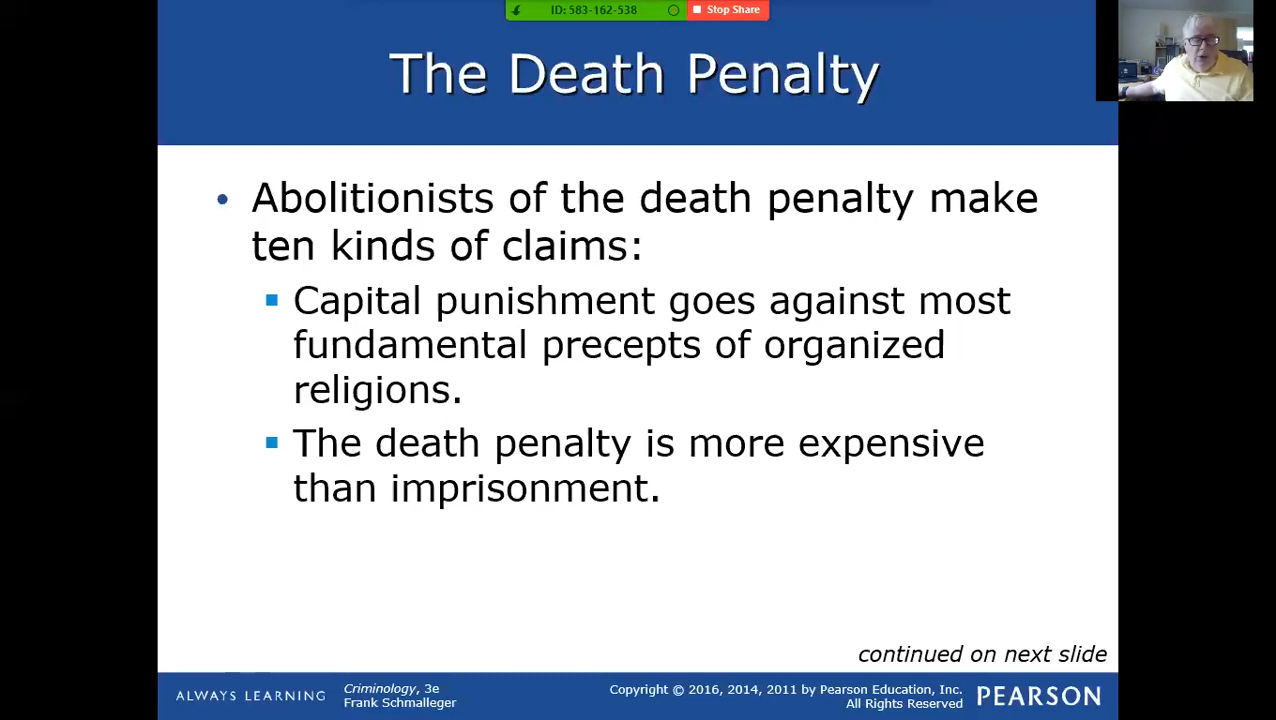 ID: 583-162-538 Stop Share
The Death Penalty
• Abolitionists of the death penalty make
ten kinds of claims:
▪ Capital punishment goes against most
fundamental precepts of organized
religions.
▪ The death penalty is more expensive
than imprisonment.
continued on next slide
ALWAYS LEARNING
Criminology, 3e
Frank Schmalleger
Copyright © 2016, 2014, 2011 by Pearson Education, Inc.
All Rights Reserved
PEARSON